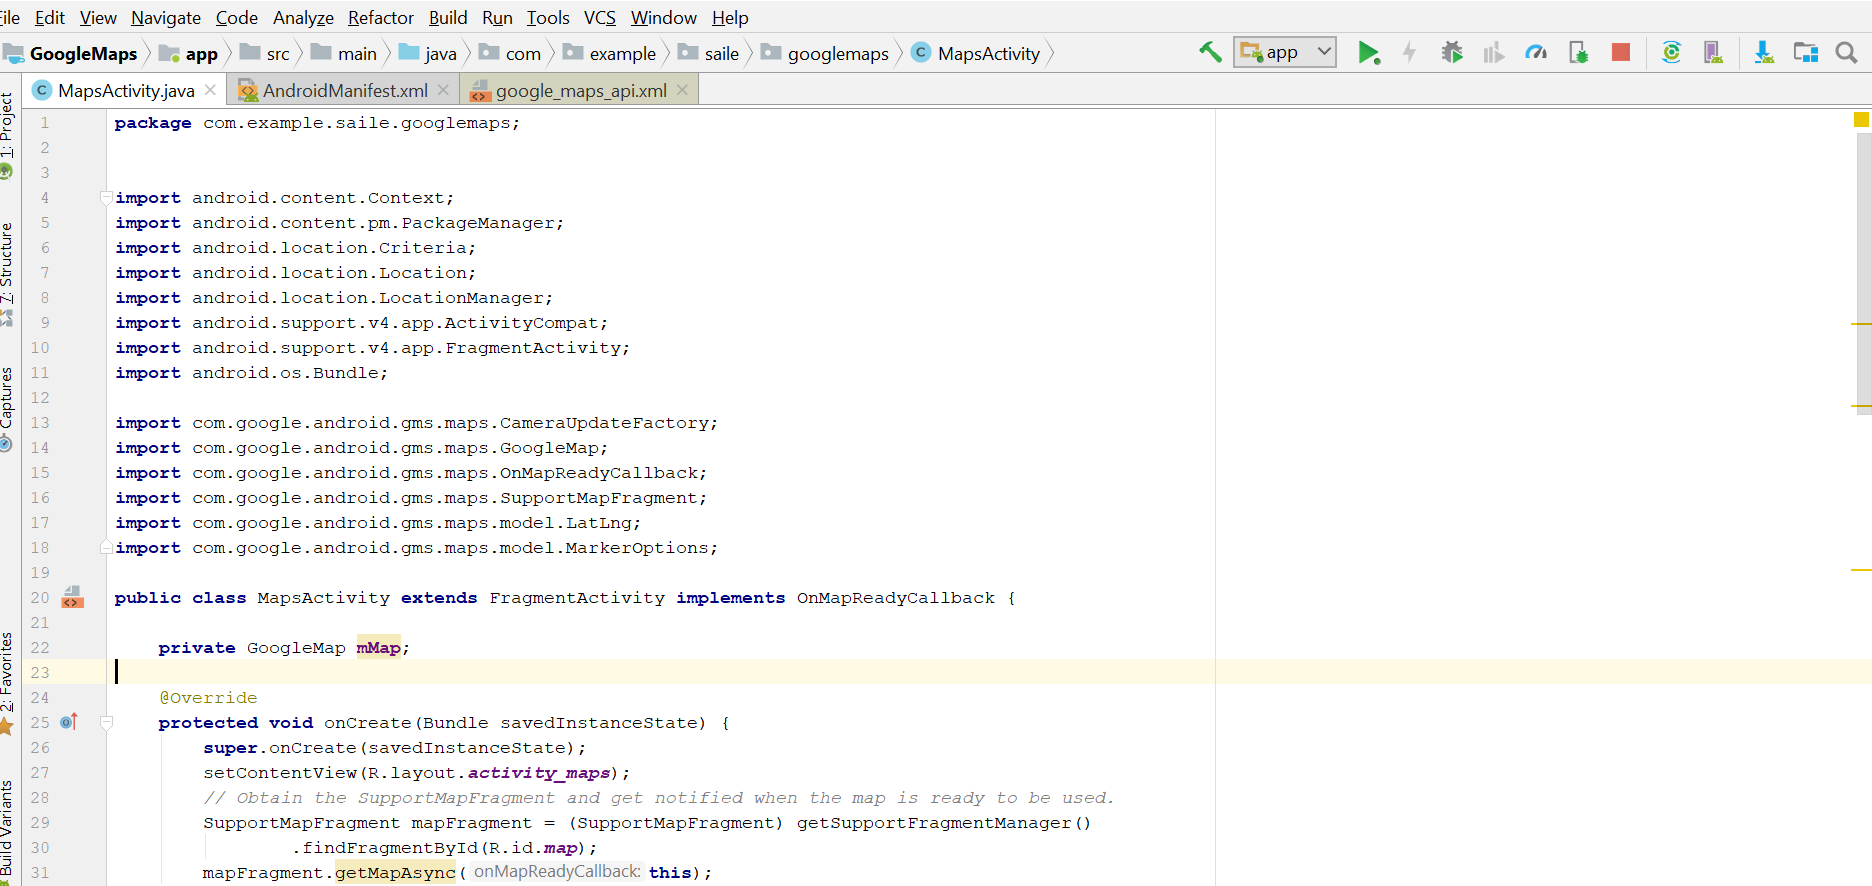 File Edit View Navigate Code Analyze Refactor Build Run Tools VCS Window Help
GoogleMaps app src main java com example saile googlemaps C MapsActivity app
C MapsActivity.java AndroidManifest.xml google_maps_api.xml
1: Project
7: Structure
Captures
2: Favorites
Build Variants
1 package com.example.saile.googlemaps;
2
3
4 import android.content.Context;
5 import android.content.pm.PackageManager;
6 import android.location.Criteria;
7 import android.location.Location;
8 import android.location.LocationManager;
9 import android.support.v4.app.ActivityCompat;
10 import android.support.v4.app.FragmentActivity;
11 import android.os.Bundle;
12
13 import com.google.android.gms.maps.CameraUpdateFactory;
14 import com.google.android.gms.maps.GoogleMap;
15 import com.google.android.gms.maps.OnMapReadyCallback;
16 import com.google.android.gms.maps.SupportMapFragment;
17 import com.google.android.gms.maps.model.LatLng;
18 import com.google.android.gms.maps.model.MarkerOptions;
19
20 public class MapsActivity extends FragmentActivity implements OnMapReadyCallback {
21
22 private GoogleMap mMap;
23
24 @Override
25 protected void onCreate(Bundle savedInstanceState) {
26 super.onCreate(savedInstanceState);
27 setContentView(R.layout.activity_maps);
28 // Obtain the SupportMapFragment and get notified when the map is ready to be used.
29 SupportMapFragment mapFragment = (SupportMapFragment) getSupportFragmentManager()
30 .findFragmentById(R.id.map);
31 mapFragment.getMapAsync( onMapReadyCallback: this);